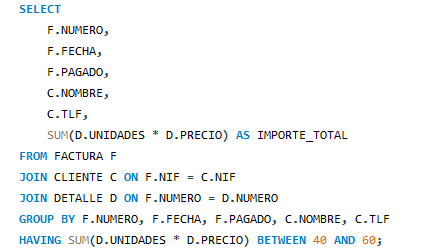 SELECT
F.NUMERO,
F.FECHA,
F.PAGADO,
C.NOMBRE,
C.TLF,
SUM(D.UNIDADES * D.PRECIO) AS IMPORTE_TOTAL
FROM FACTURA F
JOIN CLIENTE C ON F.NIF = C.NIF
JOIN DETALLE D ON F.NUMERO = D.NUMERO
GROUP BY F.NUMERO, F.FECHA, F.PAGADO, C.NOMBRE, C.TLF
HAVING SUM(D.UNIDADES * D.PRECIO) BETWEEN 40 AND 60;